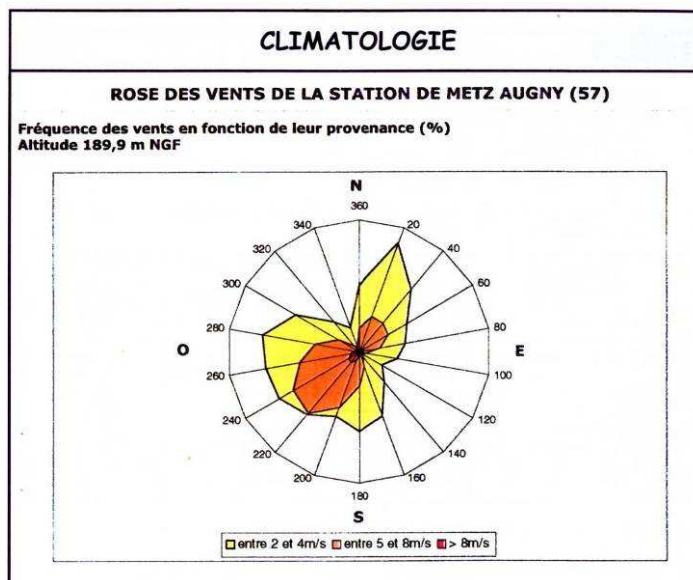 CLIMATOLOGIE
ROSE DES VENTS DE LA STATION DE METZ AUGNY (57)
Fréquence des vents en fonction de leur provenance (%)
Altitude 189,9 m NGF
N
360
340
20
320
40
300
60
280
80
O
E
260
100
240
120
220
140
200
160
180
S
entre 2 et 4m/s
entre 5 et 8m/s
> 8m/s